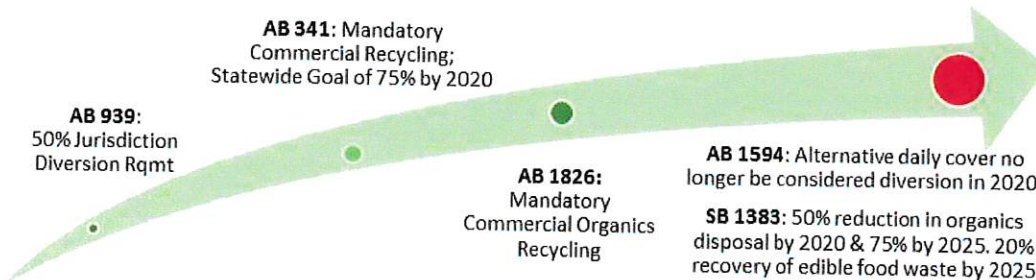 AB 341: Mandatory
Commercial Recycling;
Statewide Goal of 75% by 2020
AB 939:
50% Jurisdiction
Diversion Rqmt
AB 1826:
Mandatory
Commercial Organics
Recycling
AB 1594: Alternative daily cover no
longer be considered diversion in 2020
SB 1383: 50% reduction in organics
disposal by 2020 & 75% by 2025. 20%
recovery of edible food waste by 2025